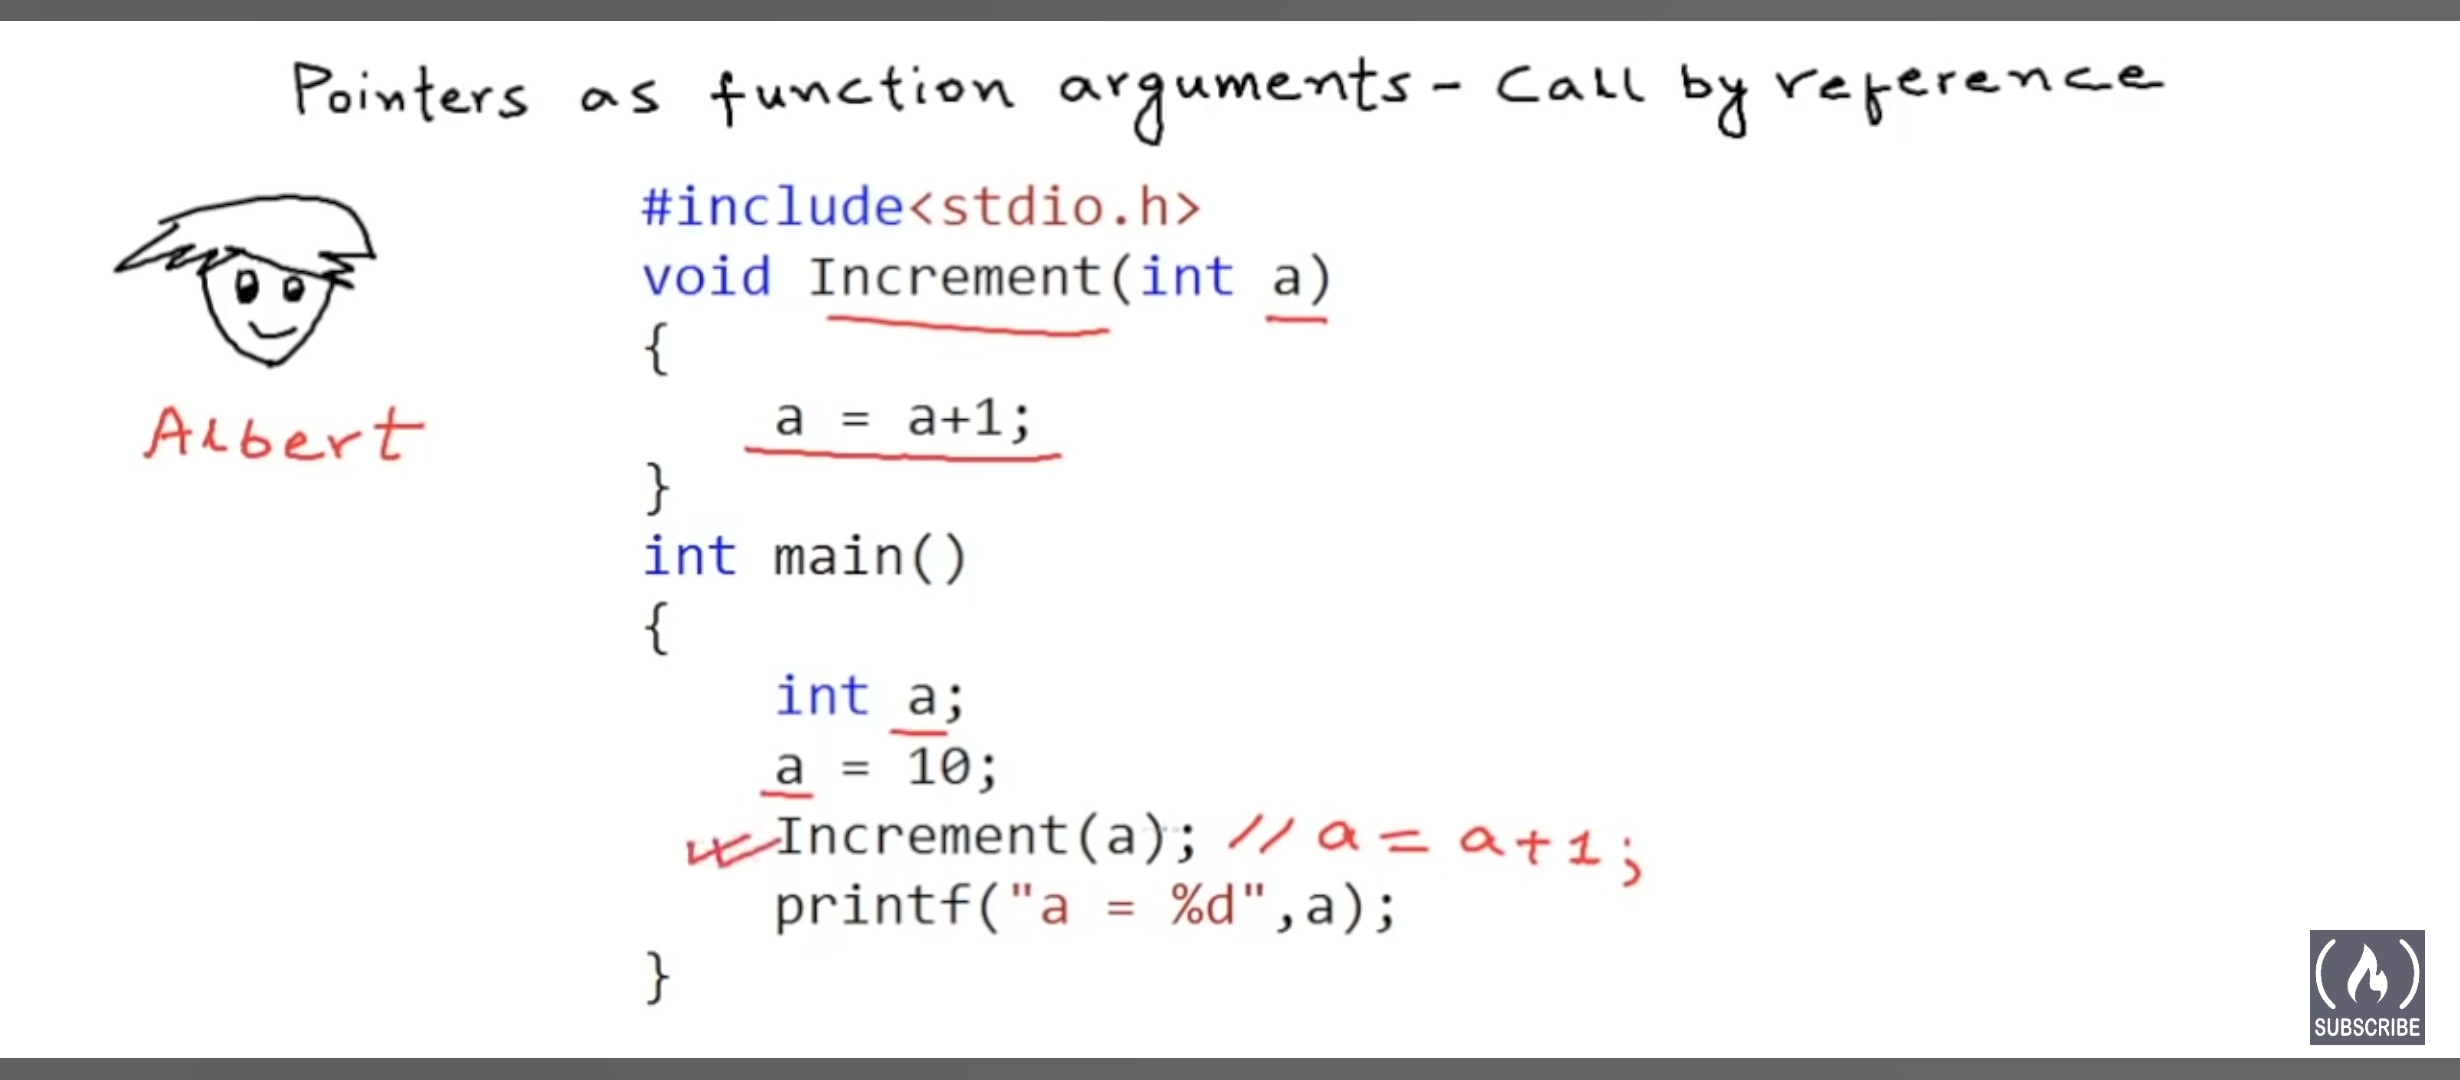 Pointers as function arguments - Call by reference
#include<stdio.h>
void Increment(int a)
{
a = a+1;
}
Albert
int main()
{
int a;
a = 10;
Increment(a); // a = a+1;
printf("a = %d",a);
}
SUBSCRIBE